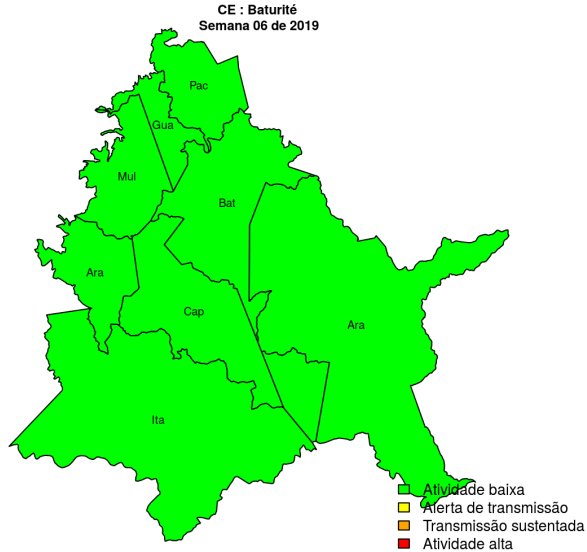 CE : Baturité
Semana 06 de 2019
Pac
Gua
Mul
Bat
Ara
Cap
Ara
Ita
Atividade baixa
Alerta de transmissão
Transmissão sustentada
Atividade alta